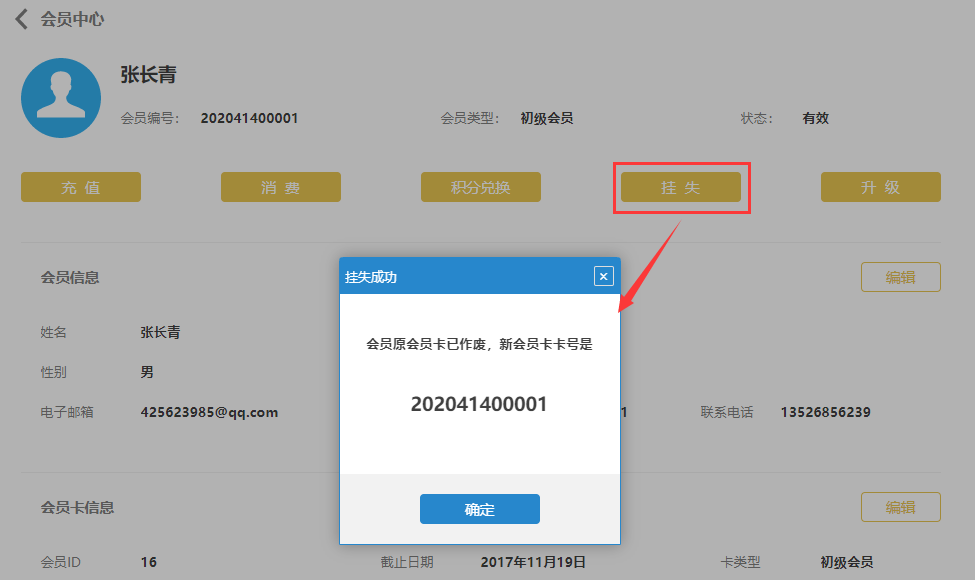 会员中心
张长青
会员编号： 202041400001 会员类型： 初级会员 状态： 有效
充 值 消 费 积分兑换 挂 失 升 级
会员信息 编辑
姓名 张长青
性别 男
电子邮箱 425623985@qq.com 1 联系电话 13526856239
挂失成功
会员原会员卡已作废，新会员卡卡号是
202041400001
确定
会员卡信息 编辑
会员ID 16 截止日期 2017年11月19日 卡类型 初级会员